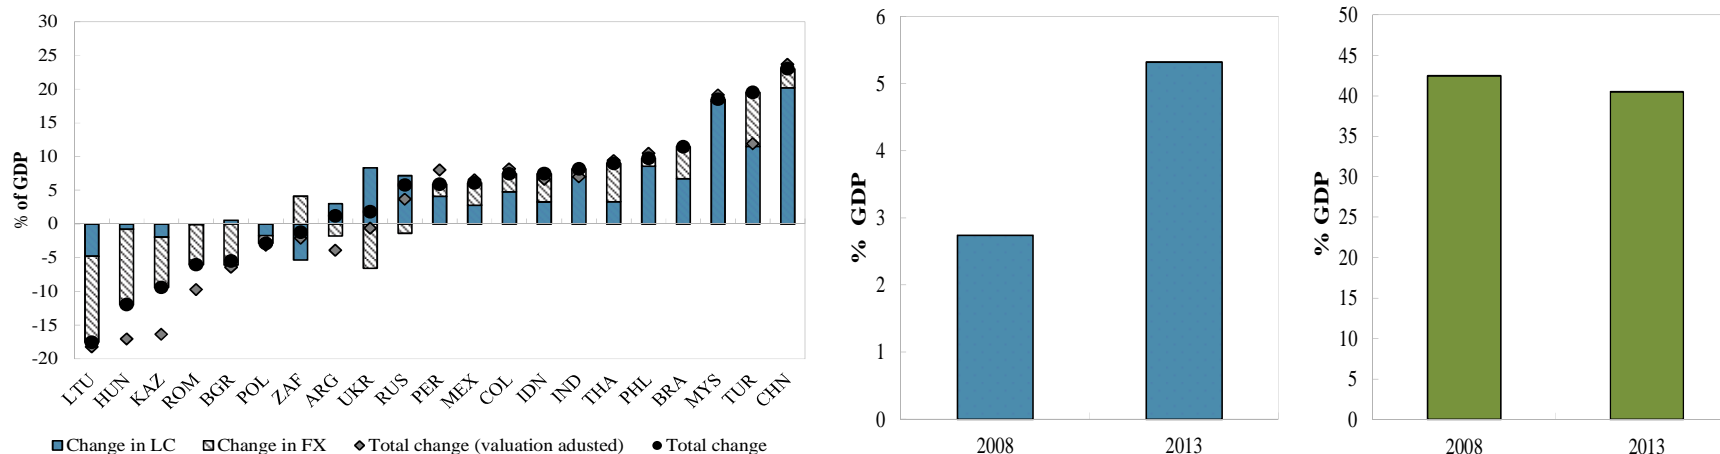 % of GDP
30
25
20
15
10
5
0
-5
-10
-15
-20
LTU
HUN
KAZ
ROM
BGR
POL
ZAF
ARG
UKR
RUS
PER
MEX
COL
IDN
IND
THA
PHL
BRA
MYS
TUR
CHN
Change in LC
Change in FX
Total change (valuation adusted)
Total change
% GDP
6
5
4
3
2
1
0
2008
2013
% GDP
50
45
40
35
30
25
20
15
10
5
0
2008
2013